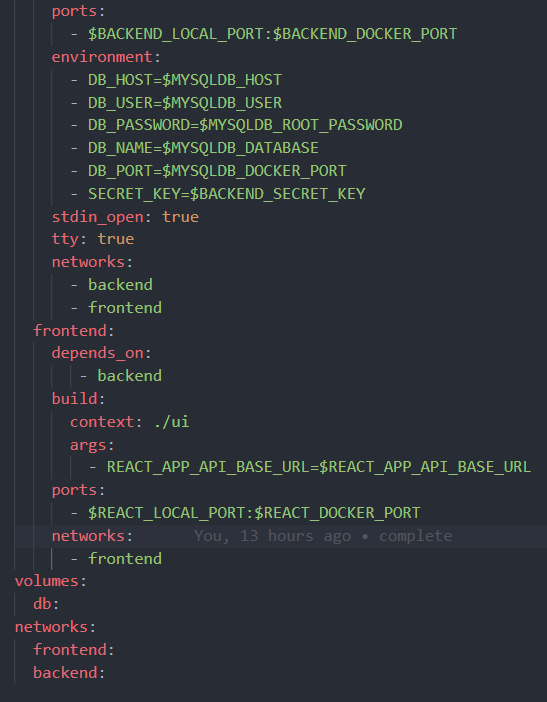 ports:
- $BACKEND_LOCAL_PORT:$BACKEND_DOCKER_PORT
environment:
- DB_HOST=$MYSQLDB_HOST
- DB_USER=$MYSQLDB_USER
- DB_PASSWORD=$MYSQLDB_ROOT_PASSWORD
- DB_NAME=$MYSQLDB_DATABASE
- DB_PORT=$MYSQLDB_DOCKER_PORT
- SECRET_KEY=$BACKEND_SECRET_KEY
stdin_open: true
tty: true
networks:
- backend
- frontend
frontend:
depends_on:
- backend
build:
context: ./ui
args:
- REACT_APP_API_BASE_URL=$REACT_APP_API_BASE_URL
ports:
- $REACT_LOCAL_PORT:$REACT_DOCKER_PORT
networks: You, 13 hours ago • complete
- frontend
volumes:
db:
networks:
frontend:
backend: